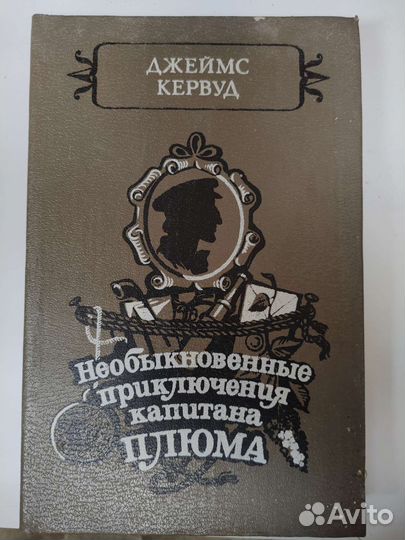 ДЖЕЙМС
КЕРВУД
Необыкновенные
приключения
капитана
ПЛЮМА
Avito